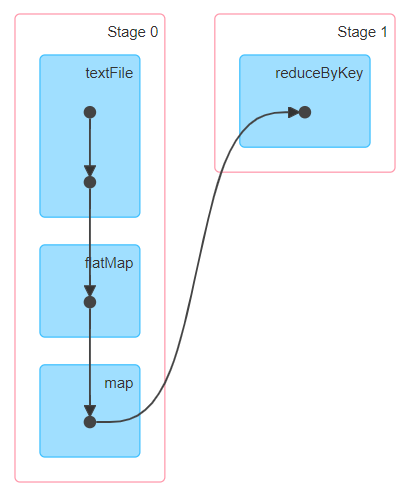 Stage 0
textFile
flatMap
map
Stage 1
reduceByKey